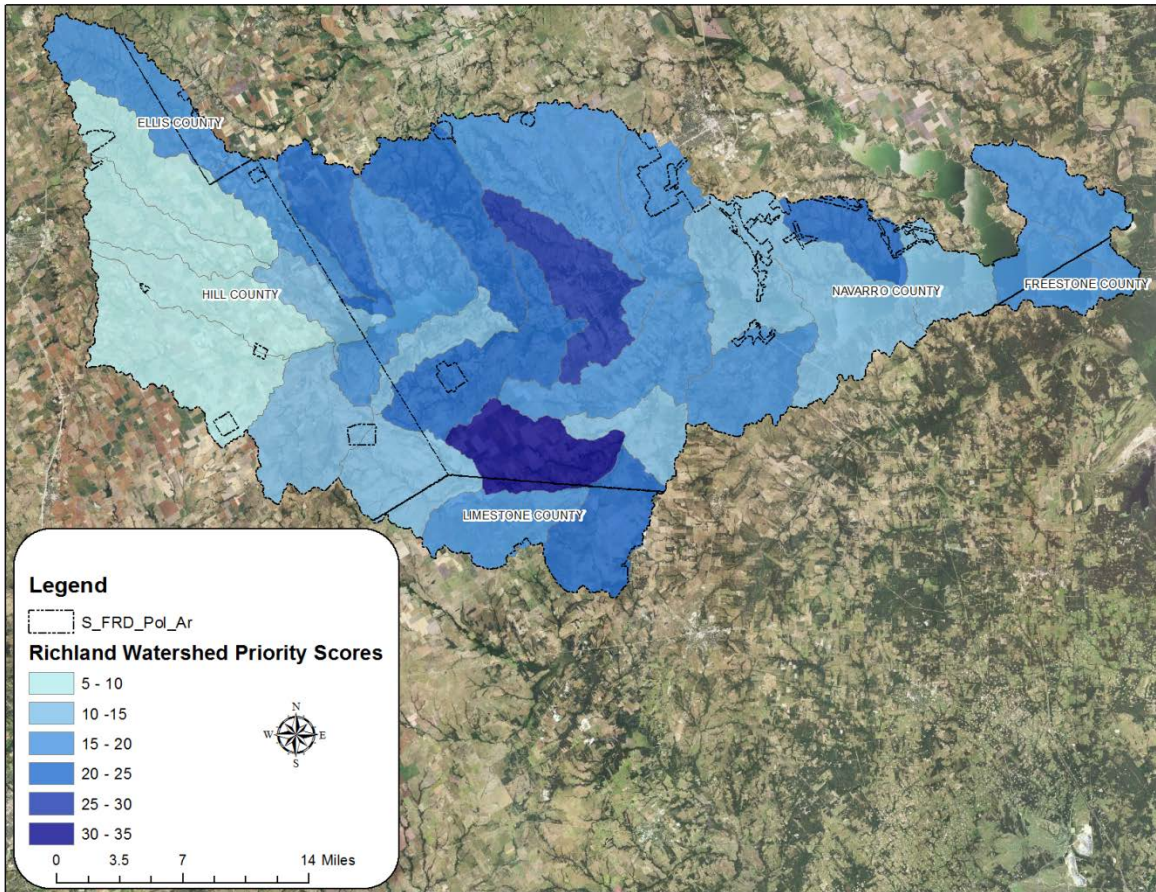 ELLIS COUNTY
HILL COUNTY
NAVARRO COUNTY
FREESTONE COUNTY
LIMESTONE COUNTY
Legend
S_FRD_Pol_Ar
Richland Watershed Priority Scores
5 - 10
10 -15
15 - 20
20 - 25
25 - 30
30 - 35
N
W E
S
0 3.5 7 14 Miles